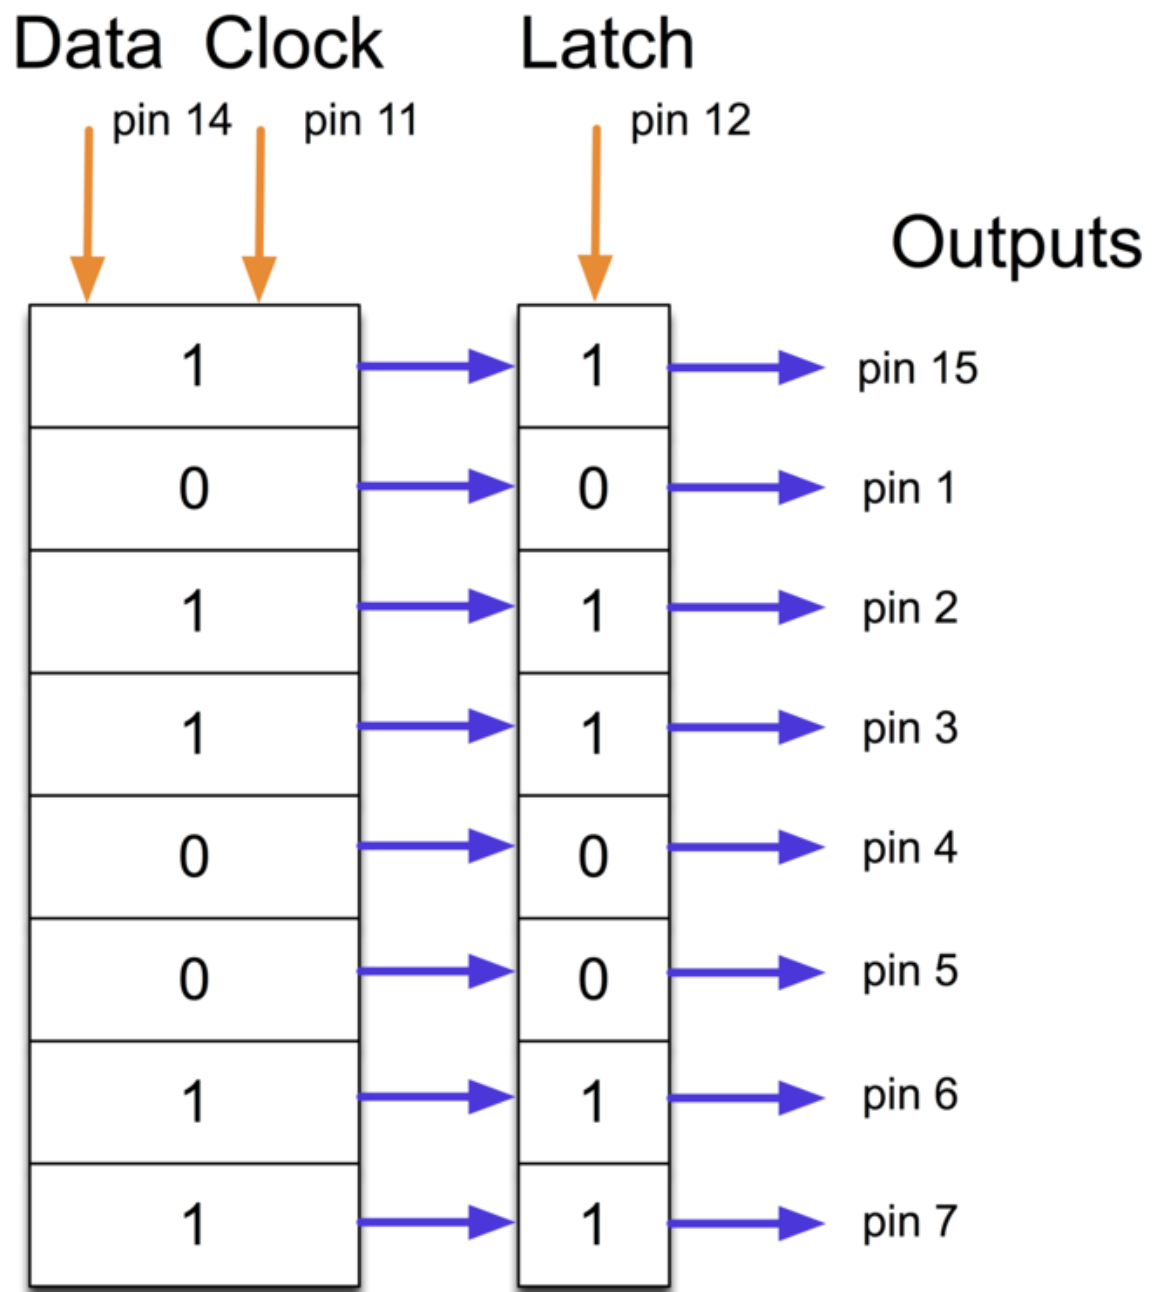 Data Clock Latch
pin 14 pin 11 pin 12
Outputs
1 1 pin 15
0 0 pin 1
1 1 pin 2
1 1 pin 3
0 0 pin 4
0 0 pin 5
1 1 pin 6
1 1 pin 7